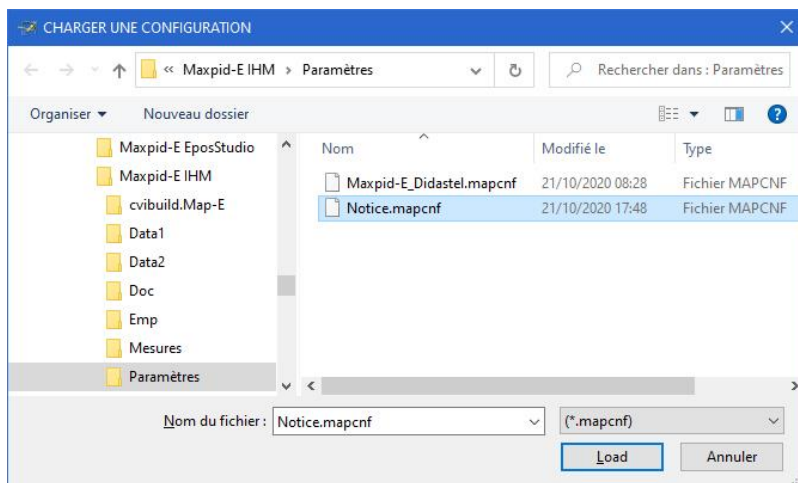 CHARGER UNE CONFIGURATION
« Maxpid-E IHM > Paramètres
Rechercher dans : Paramètres
Organiser
Nouveau dossier
Maxpid-E EposStudio
Maxpid-E IHM
cvibuild.Map-E
Data1
Data2
Doc
Emp
Mesures
Paramètres
Nom Modifié le Type
Maxpid-E_Didastel.mapcnf 21/10/2020 08:28 Fichier MAPCNF
Notice.mapcnf 21/10/2020 17:48 Fichier MAPCNF
Nom du fichier : Notice.mapcnf (*.mapcnf)
Load Annuler